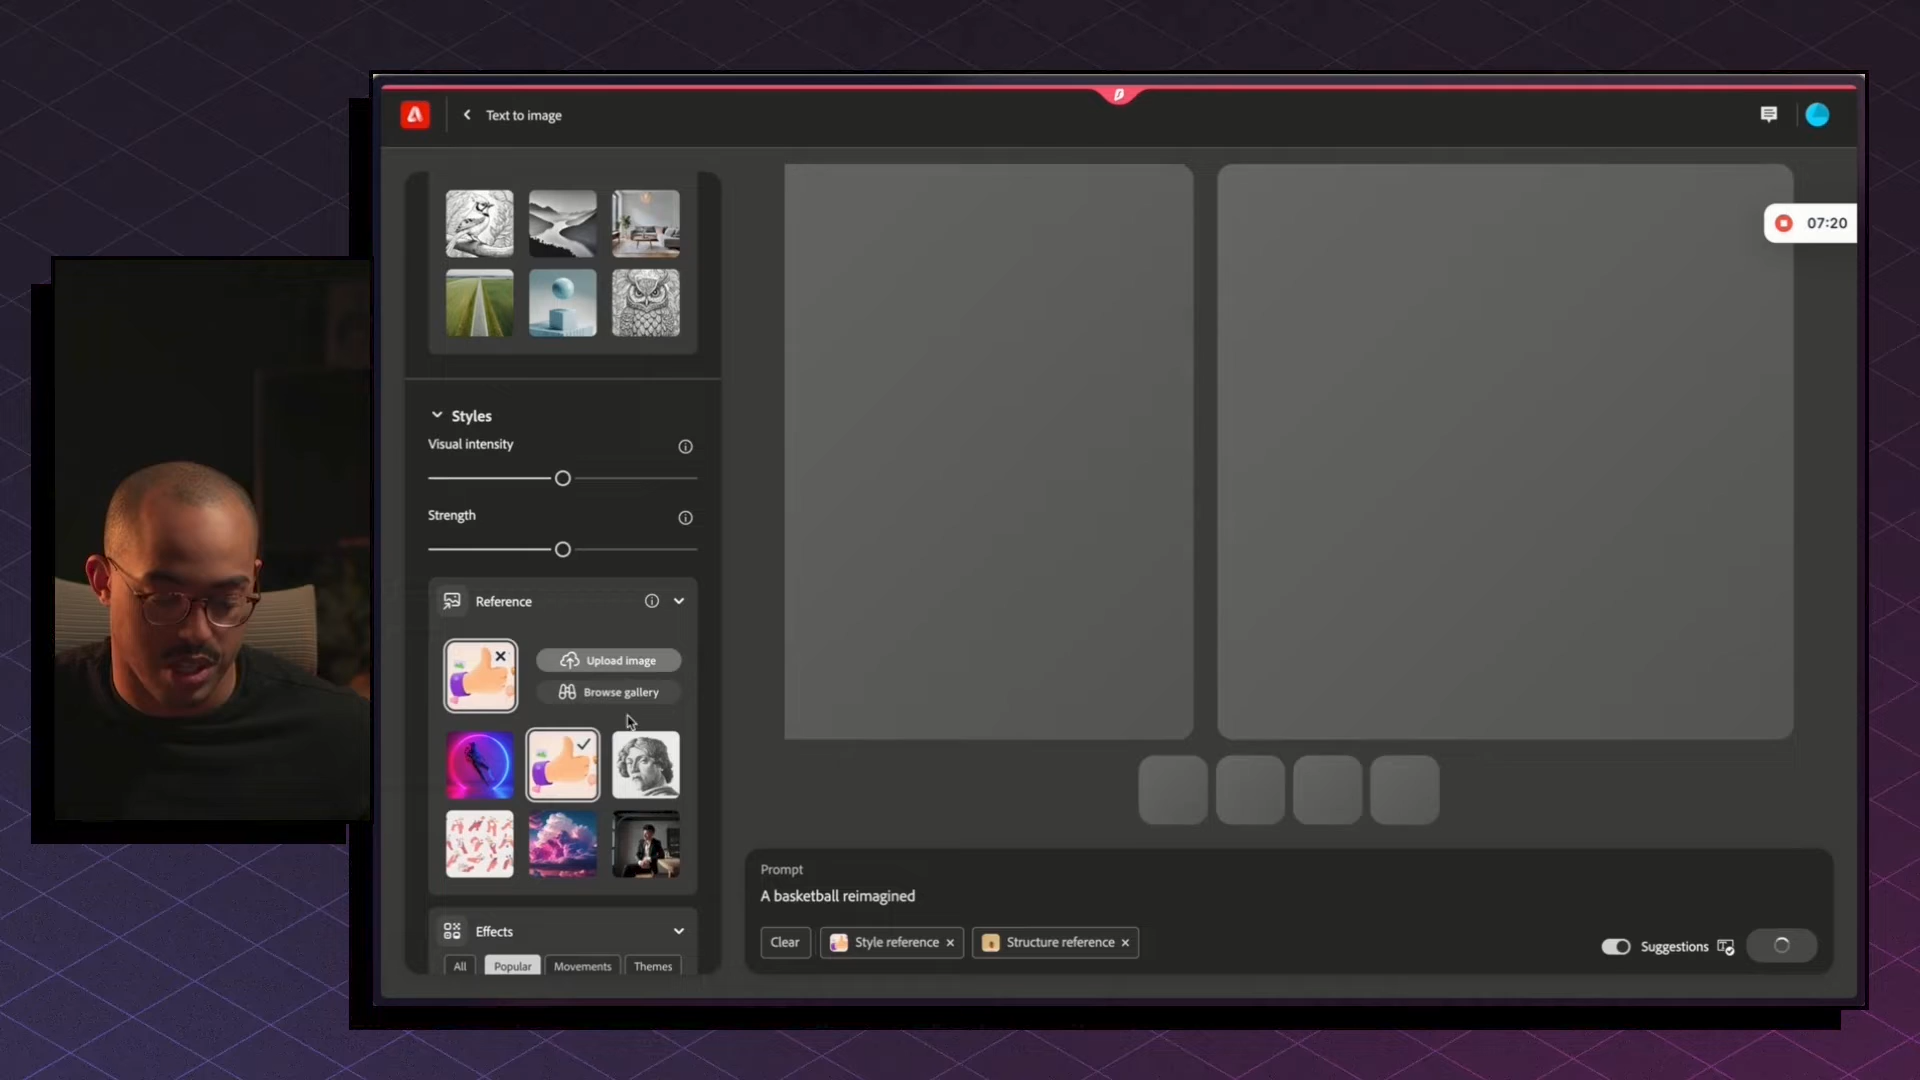 Text to image
07:20
Styles
Visual intensity
Strength
Reference
Upload image
Browse gallery
Effects
All Popular Movements Themes
Prompt
A basketball reimagined
Clear Style reference × Structure reference × Suggestions